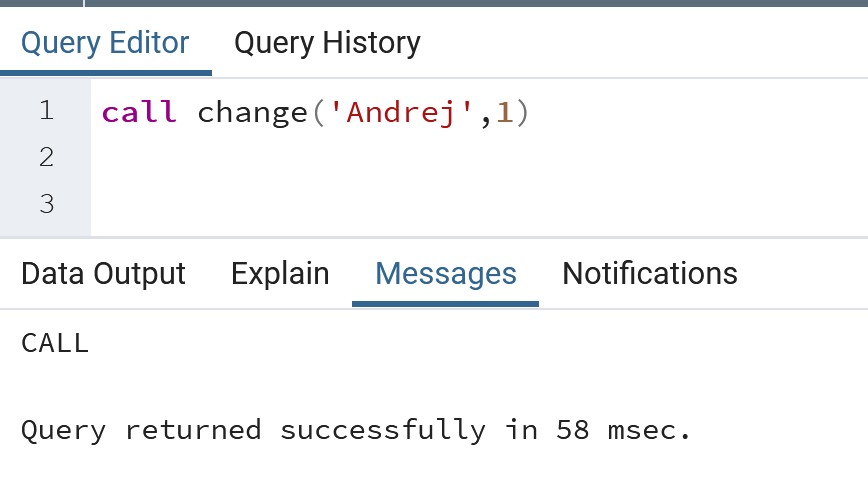 Query Editor Query History
1 call change('Andrej',1)
2
3
Data Output Explain Messages Notifications
CALL
Query returned successfully in 58 msec.